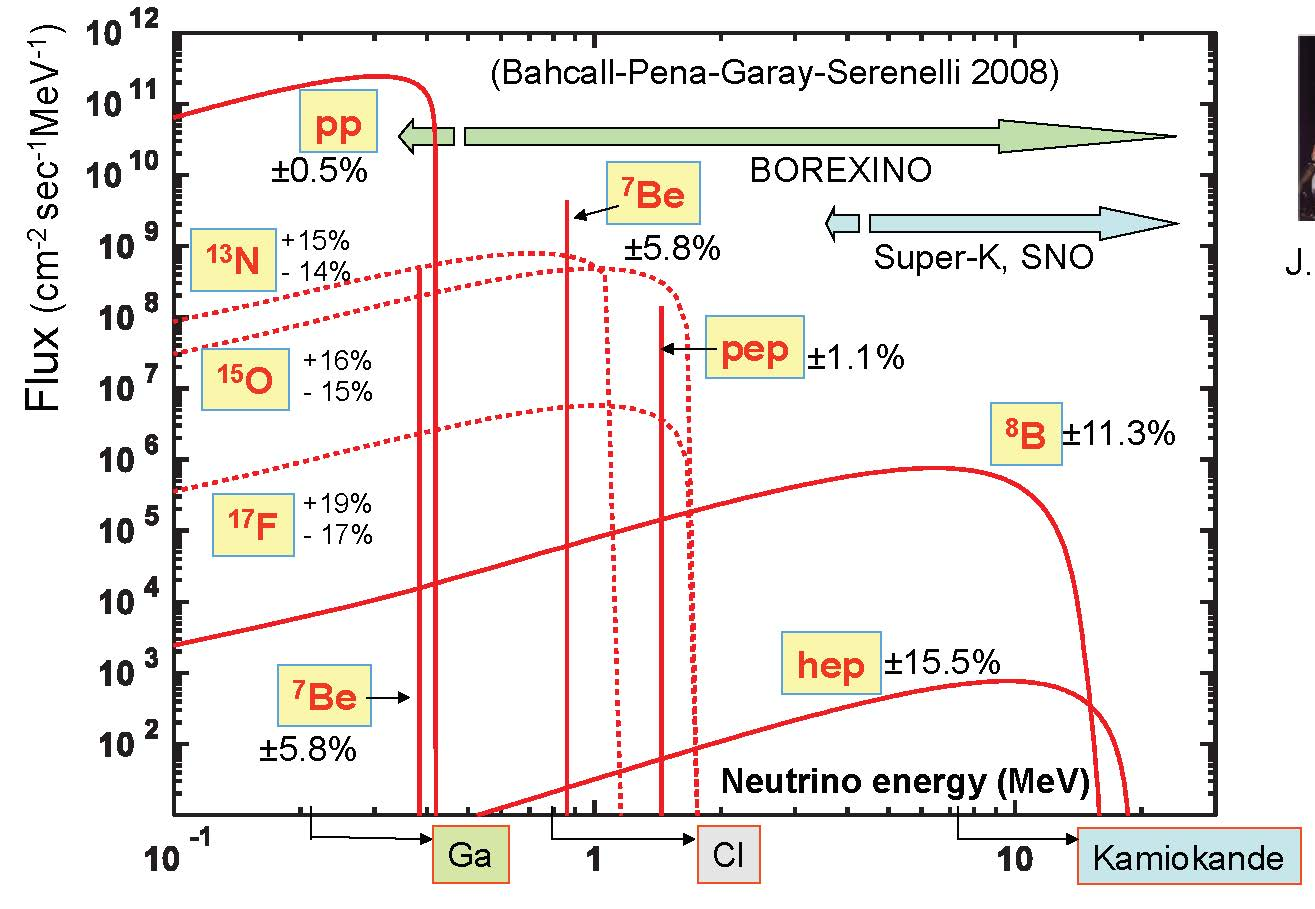 10^12
10^11
10^10
10^9
10^8
10^7
10^6
10^5
10^4
10^3
10^2
Flux (cm^-2 sec^-1 MeV^-1)
(Bahcall-Pena-Garay-Serenelli 2008)
pp
±0.5%
BOREXINO
^7Be
±5.8%
Super-K, SNO
J.
^13N
+15%
- 14%
pep ±1.1%
^15O
+16%
- 15%
^8B ±11.3%
^17F
+19%
- 17%
hep ±15.5%
^7Be
±5.8%
Neutrino energy (MeV)
10^-1
1
10
Ga
Cl
Kamiokande